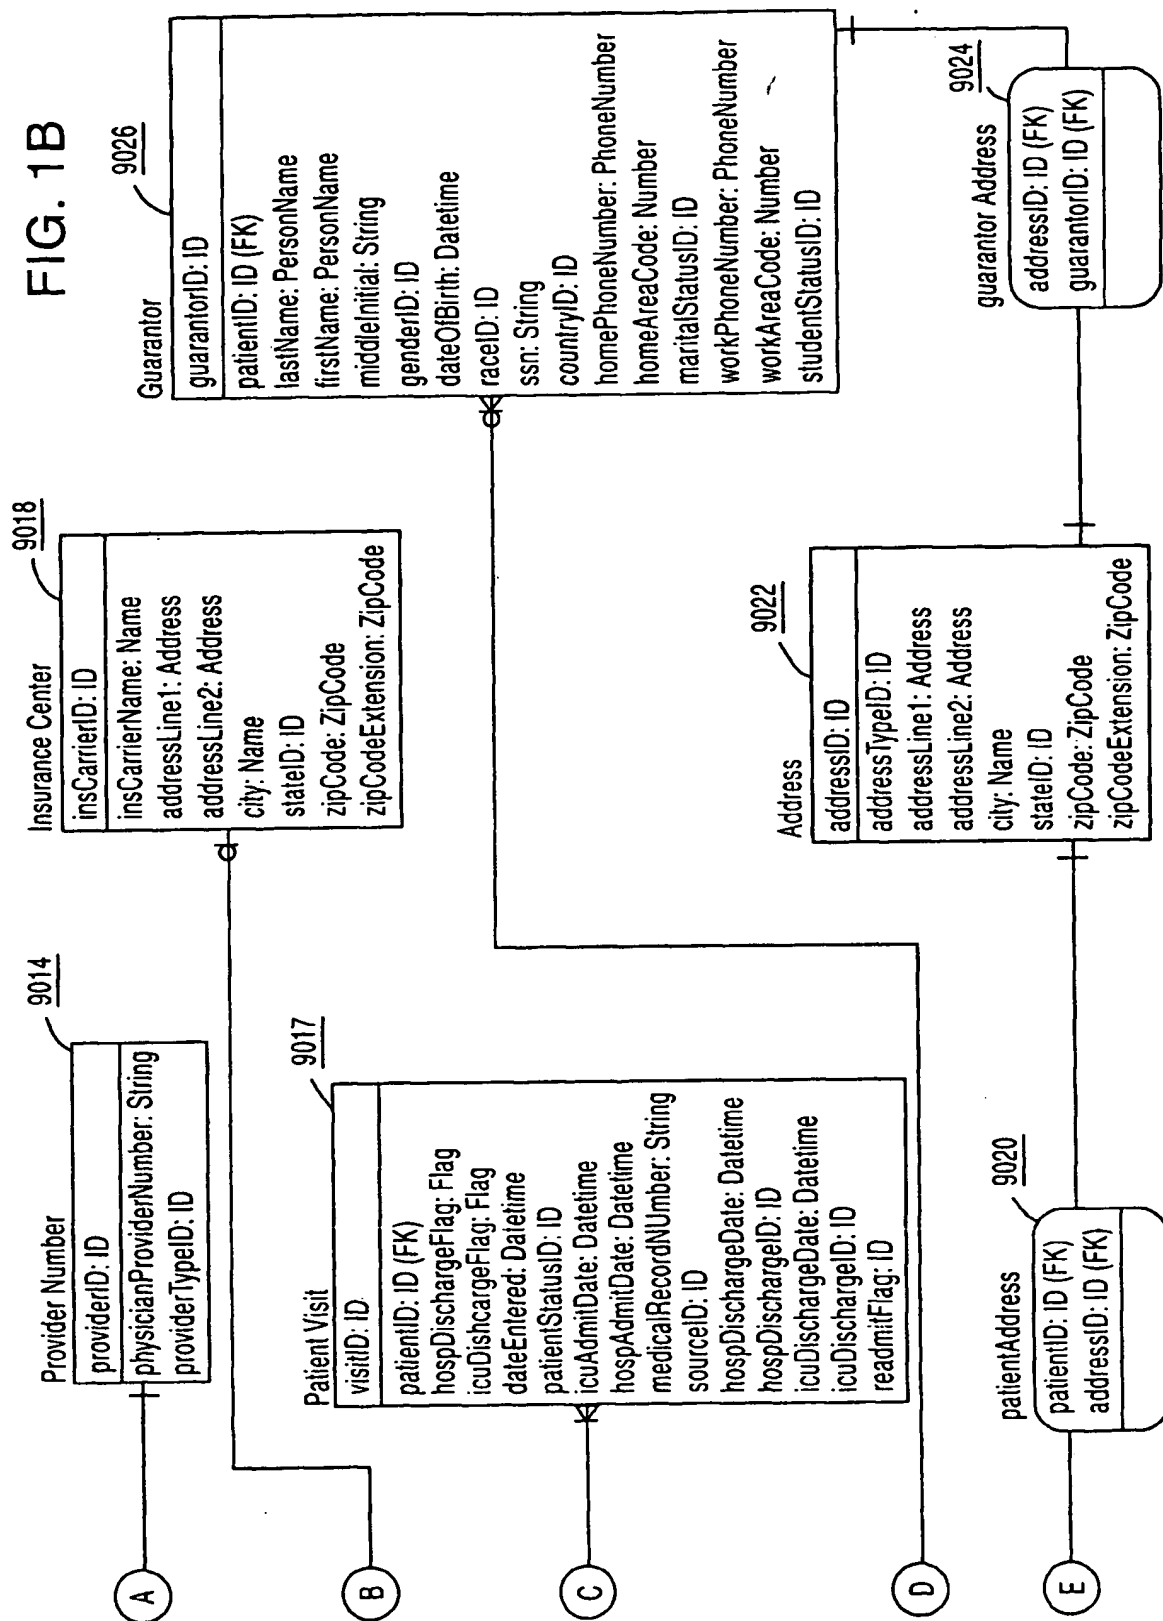 FIG. 1B
Provider Number
9014
providerID: ID
physicianProviderNumber: String
providerTypeID: ID
Insurance Center
9018
insCarrierID: ID
insCarrierName: Name
addressLine1: Address
addressLine2: Address
city: Name
stateID: ID
zipCode: ZipCode
zipCodeExtension: ZipCode
Guarantor
9026
guarantorID: ID
patientID: ID (FK)
lastName: PersonName
firstName: PersonName
middleInitial: String
genderID: ID
dateOfBirth: Datetime
raceID: ID
ssn: String
countryID: ID
homePhoneNumber: PhoneNumber
homeAreaCode: Number
maritalStatusID: ID
workPhoneNumber: PhoneNumber
workAreaCode: Number
studentStatusID: ID
Patient Visit
9017
visitID: ID
patientID: ID (FK)
hospDischargeFlag: Flag
icuDishcargeFlag: Flag
dateEntered: Datetime
patientStatusID: ID
icuAdmitDate: Datetime
hospAdmitDate: Datetime
medicalRecordNUmber: String
sourceID: ID
hospDischargeDate: Datetime
hospDischargeID: ID
icuDischargeDate: Datetime
icuDischargeID: ID
readmitFlag: ID
Address
9022
addressID: ID
addressTypeID: ID
addressLine1: Address
addressLine2: Address
city: Name
stateID: ID
zipCode: ZipCode
zipCodeExtension: ZipCode
patientAddress
9020
patientID: ID (FK)
addressID: ID (FK)
guarantor Address
9024
addressID: ID (FK)
guarantorID: ID (FK)
A
B
C
D
E